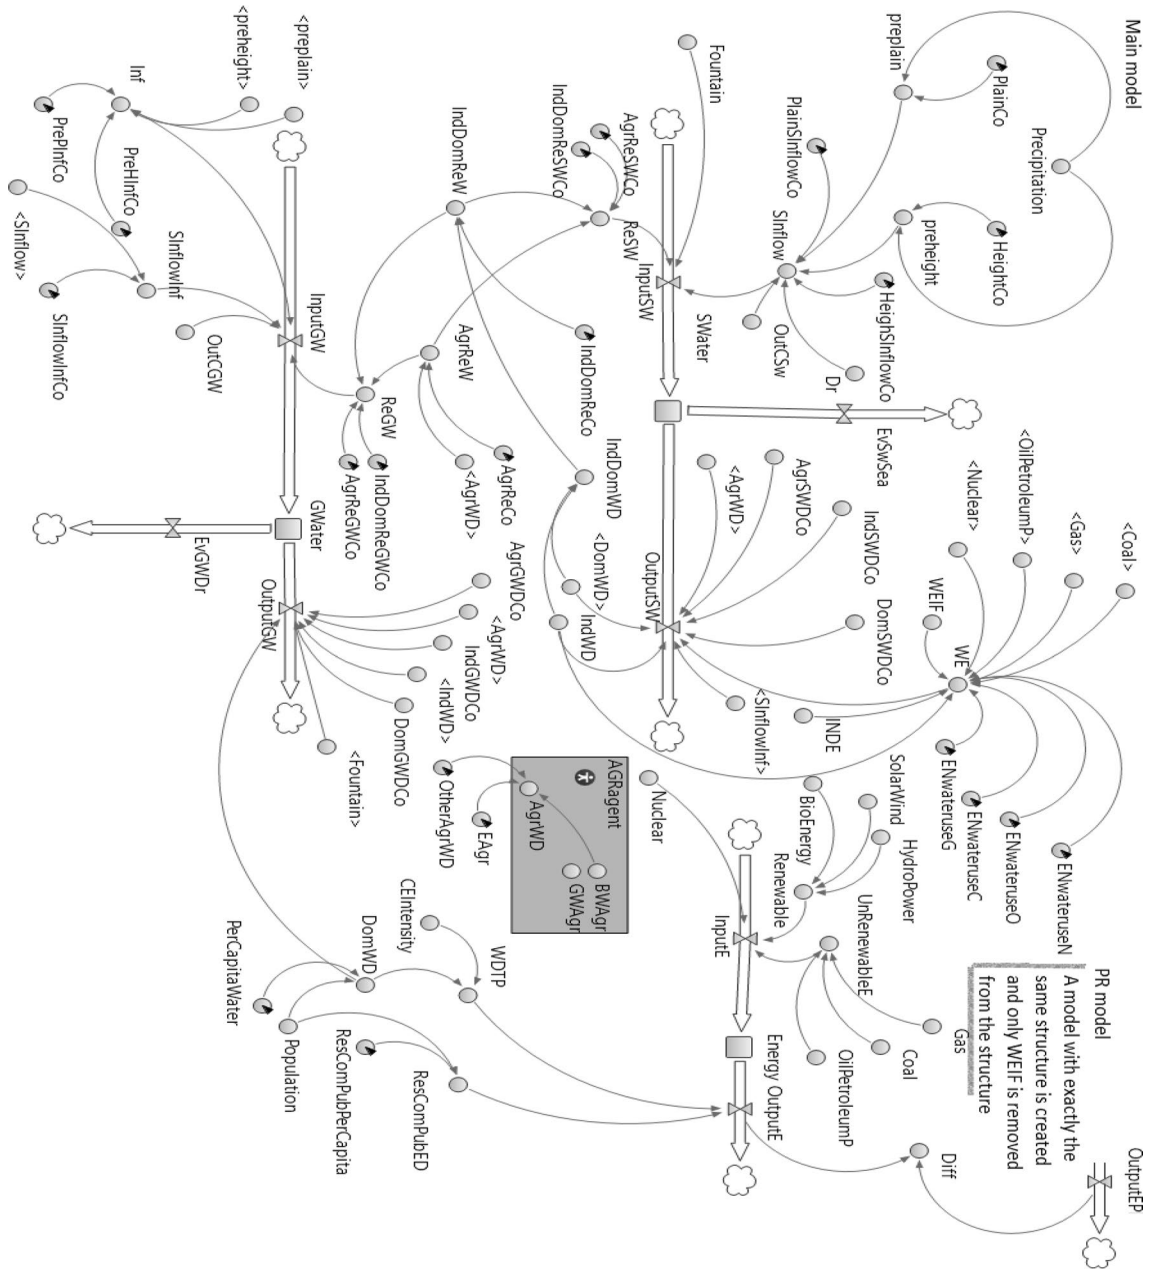 Main model
Precipitation
PlainCo
HeightCo
preplain
preheight
PlainSInflowCo
SInflow
HeighSInflowCo
OutCSw
Dr
Fountain
AgrReSWCo
IndDomReSWCo
ReSW
InputSW
SWater
EvSwSea
IndDomReW
IndDomReCo
IndDomWD
AgrReW
AgrReCo
<AgrWD>
ReGW
IndDomReGWCo
AgrReGWCo
<preplain>
<preheight>
Inf
PrePInfCo
PreHInfCo
<SInflow>
SInflowInf
SInflowInfCo
OutCGW
InputGW
GWater
EvGWDr
OutputGW
AgrGWDCo
<AgrWD>
IndGWDCo
<IndWD>
DomGWDCo
<Fountain>
<AgrWD>
AgrSWDCo
IndSWDCo
DomSWDCo
OutputSW
<DomWD>
IndWD
<SInflowInf>
INDE
WE
WEIF
<Nuclear>
<OilPetroleumP>
<Gas>
<Coal>
ENwateruseG
ENwateruseC
ENwateruseO
ENwateruseN
AGRagent
AgrWD
BWAgr
GWAgr
OtherAgrWD
EAgr
Nuclear
BioEnergy
SolarWind
HydroPower
Renewable
InputE
UnRenewableE
Gas
Coal
OilPetroleumP
Energy
OutputE
CEIntensity
WDTP
DomWD
PerCapitaWater
Population
ResComPubPerCapita
ResComPubED
Diff
OutputEP
PR model
A model with exactly the
same structure is created
and only WEIF is removed
from the structure